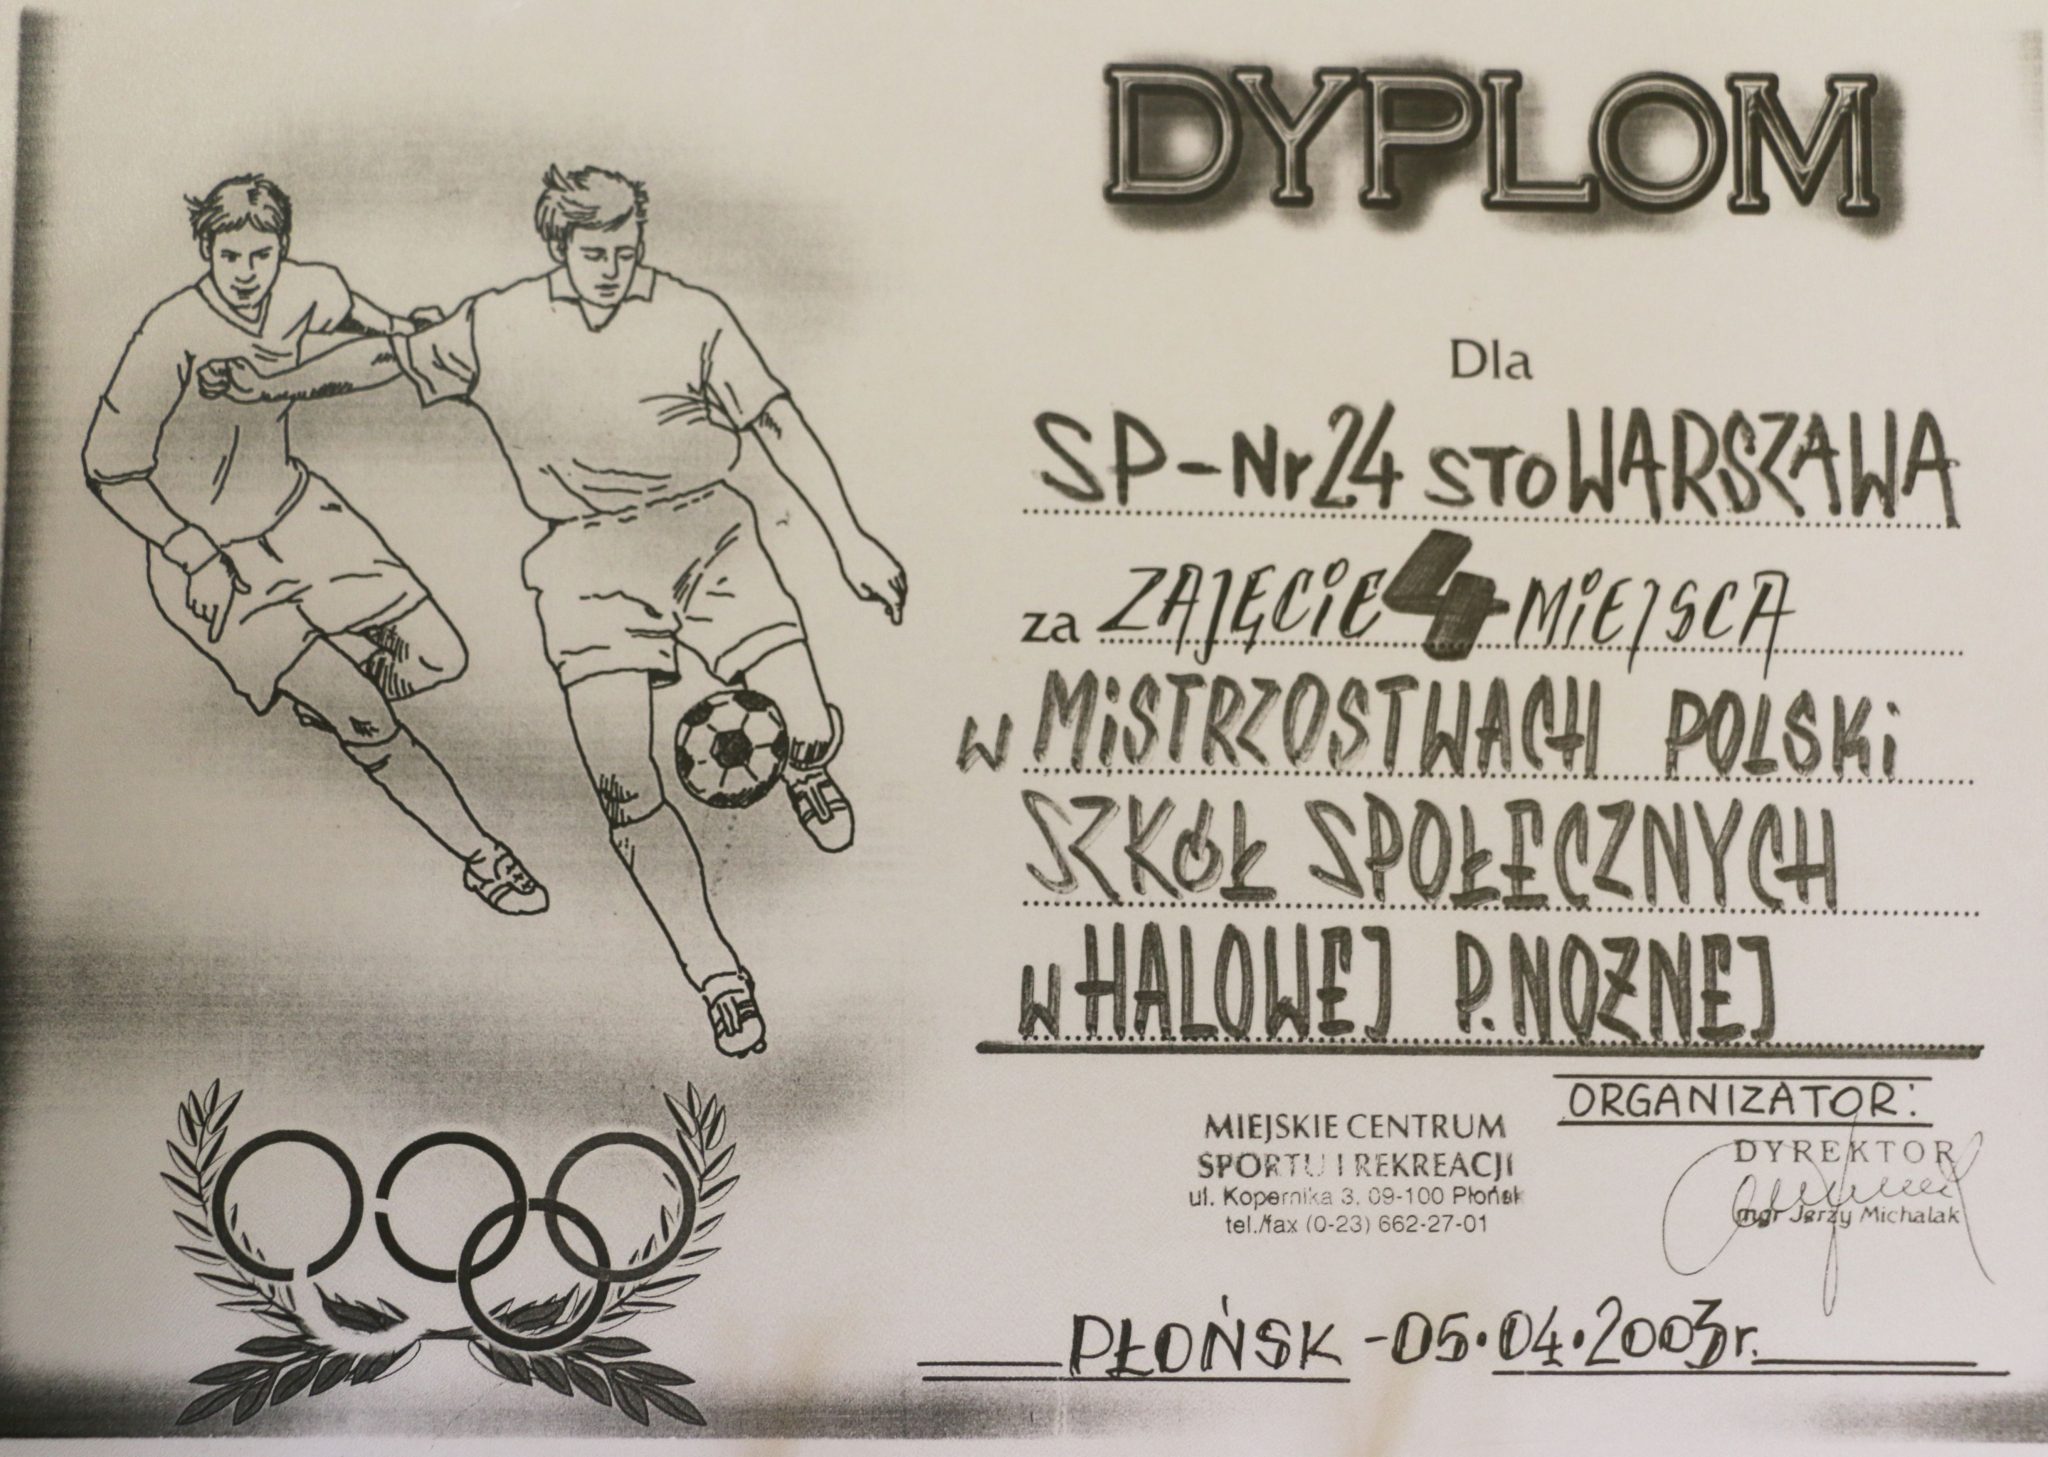 DYPLOM
Dla
SP-Nr 24 STO WARSZAWA
za ZAJĘCIE 4 MIEJSCA
w MISTRZOSTWACH POLSKI
SZKÓŁ SPOŁECZNYCH
w HALOWEJ P. NOŻNEJ
ORGANIZATOR:
MIEJSKIE CENTRUM
SPORTU I REKREACJI
ul. Kopernika 3, 09-100 Płońsk
tel./fax (0-23) 662-27-01
DYREKTOR
mgr Jerzy Michalak
PŁOŃSK - 05.04.2003r.